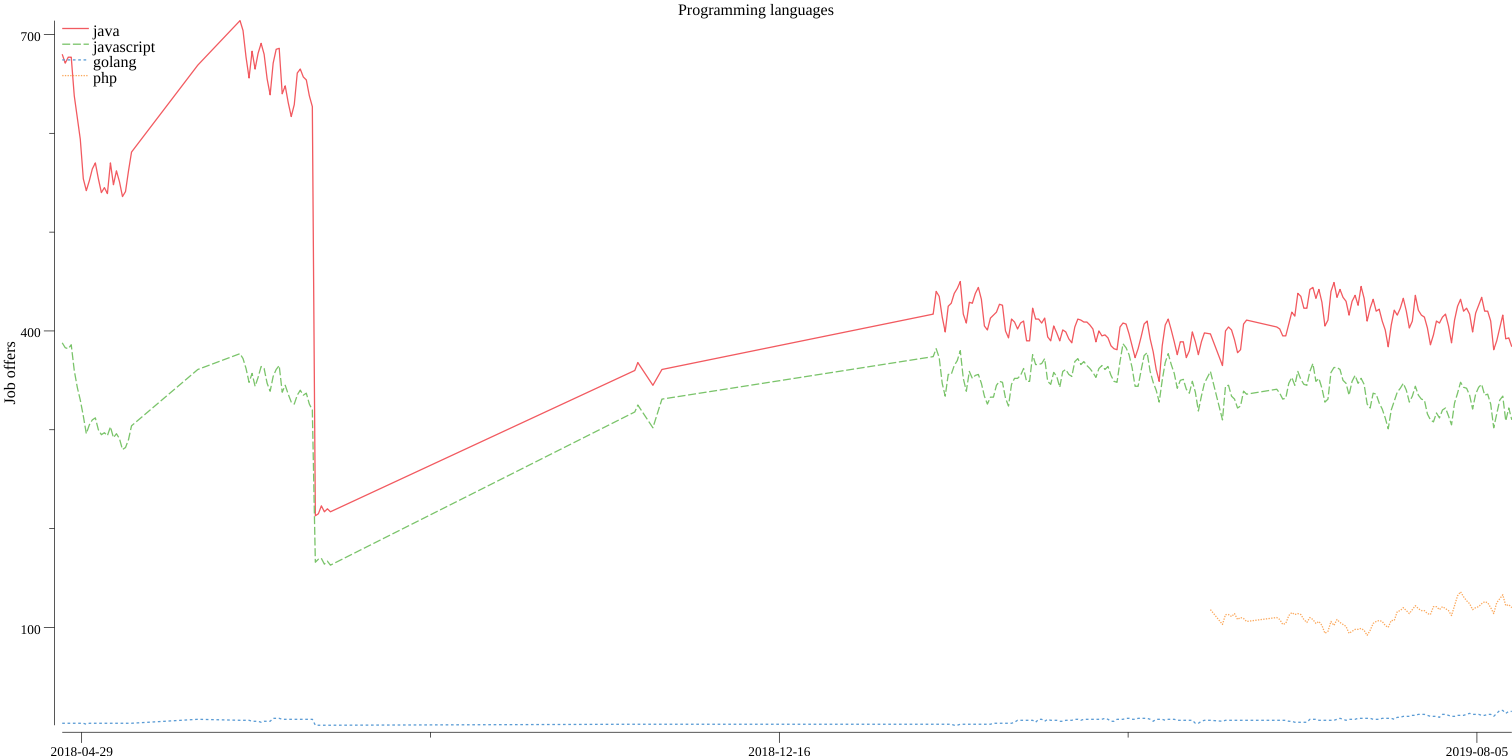 Programming languages
700
java
javascript
golang
php
400
Job offers
100
2018-04-29
2018-12-16
2019-08-05